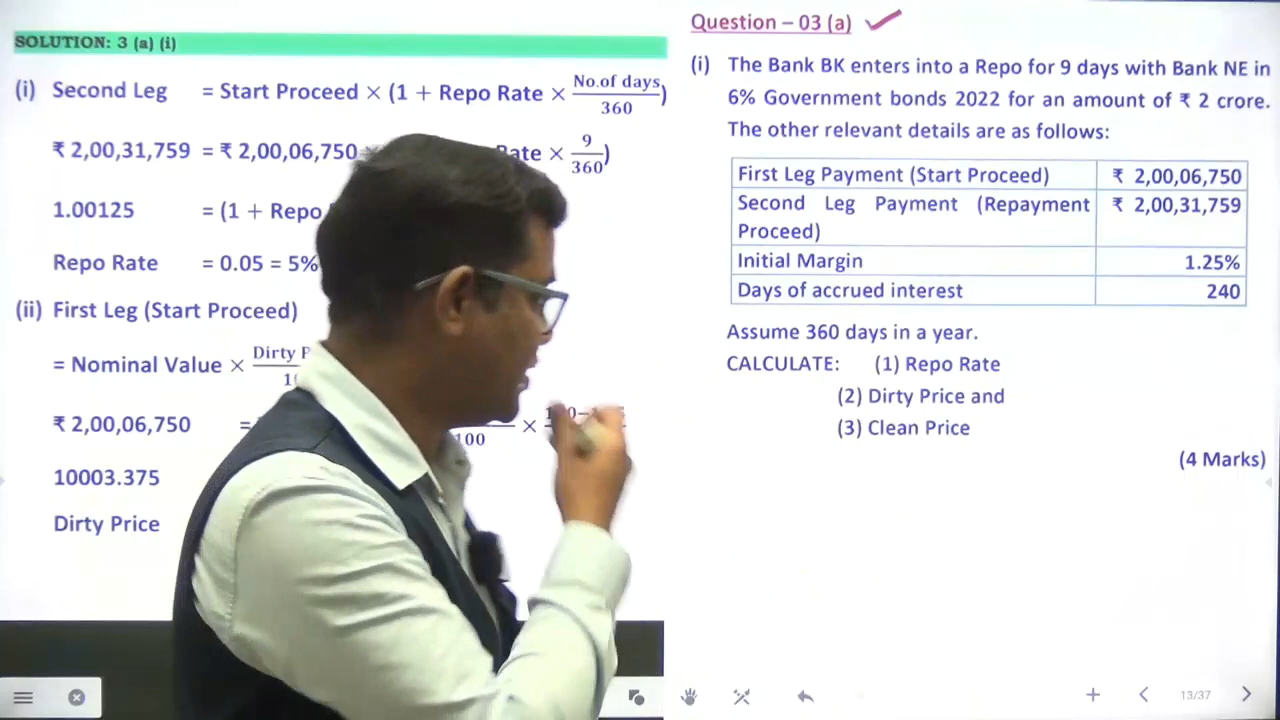 SOLUTION: 3 (a) (i)
(i) Second Leg = Start Proceed × (1 + Repo Rate × No.of days/360)
₹ 2,00,31,759 = ₹ 2,00,06,750 × 9/360)
1.00125 = (1 + Repo
Repo Rate = 0.05 = 5%
(ii) First Leg (Start Proceed)
= Nominal Value × Dirty
₹ 2,00,06,750 = 100 ×
10003.375
Dirty Price
Question – 03 (a)
(i) The Bank BK enters into a Repo for 9 days with Bank NE in
6% Government bonds 2022 for an amount of ₹ 2 crore.
The other relevant details are as follows:
First Leg Payment (Start Proceed) ₹ 2,00,06,750
Second Leg Payment (Repayment ₹ 2,00,31,759
Proceed)
Initial Margin 1.25%
Days of accrued interest 240
Assume 360 days in a year.
CALCULATE: (1) Repo Rate
(2) Dirty Price and
(3) Clean Price
(4 Marks)
13/37